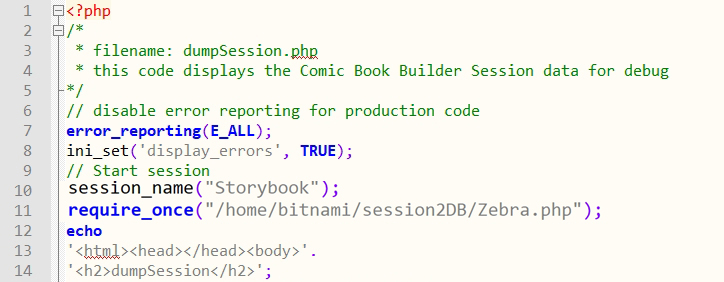 1 <?php
2 /*
3 * filename: dumpSession.php
4 * this code displays the Comic Book Builder Session data for debug
5 */
6 // disable error reporting for production code
7 error_reporting(E_ALL);
8 ini_set('display_errors', TRUE);
9 // Start session
10 session_name("Storybook");
11 require_once("/home/bitnami/session2DB/Zebra.php");
12 echo
13 '<html><head></head><body>'.
14 '<h2>dumpSession</h2>';